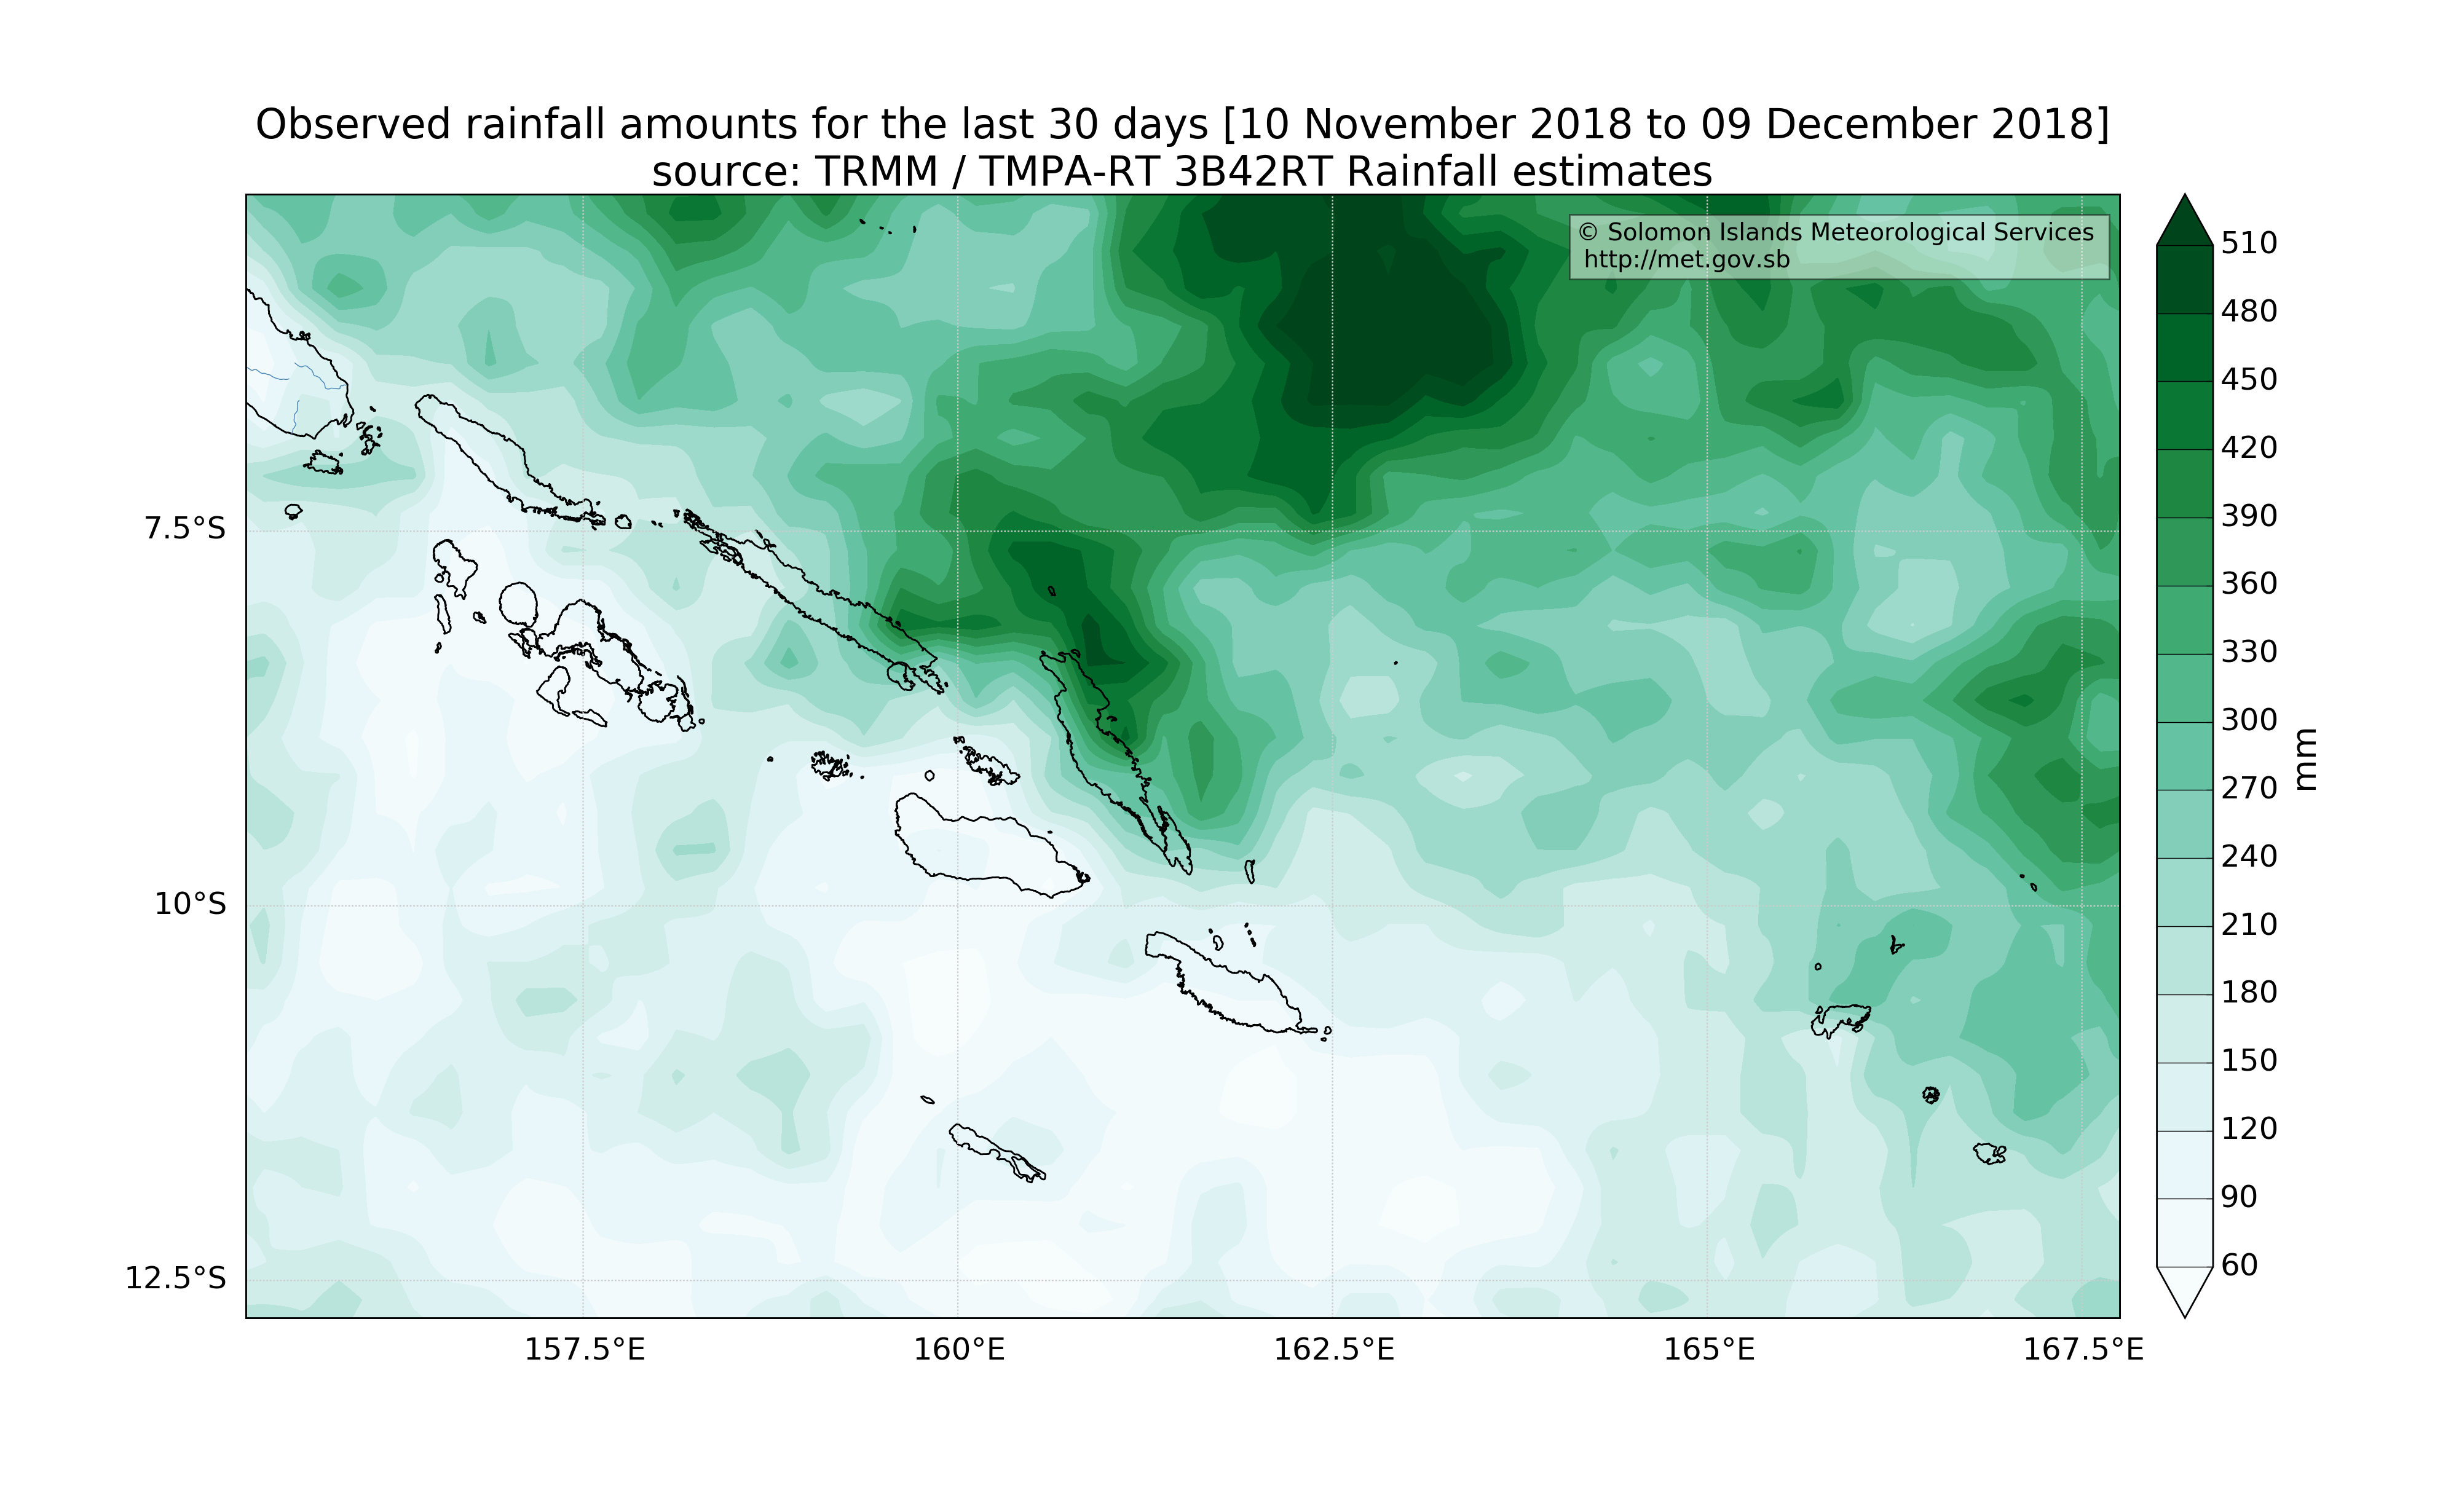 Observed rainfall amounts for the last 30 days [10 November 2018 to 09 December 2018]
source: TRMM / TMPA-RT 3B42RT Rainfall estimates
© Solomon Islands Meteorological Services
http://met.gov.sb
7.5°S
10°S
12.5°S
157.5°E
160°E
162.5°E
165°E
167.5°E
510
480
450
420
390
360
330
300
270
240
210
180
150
120
90
60
mm